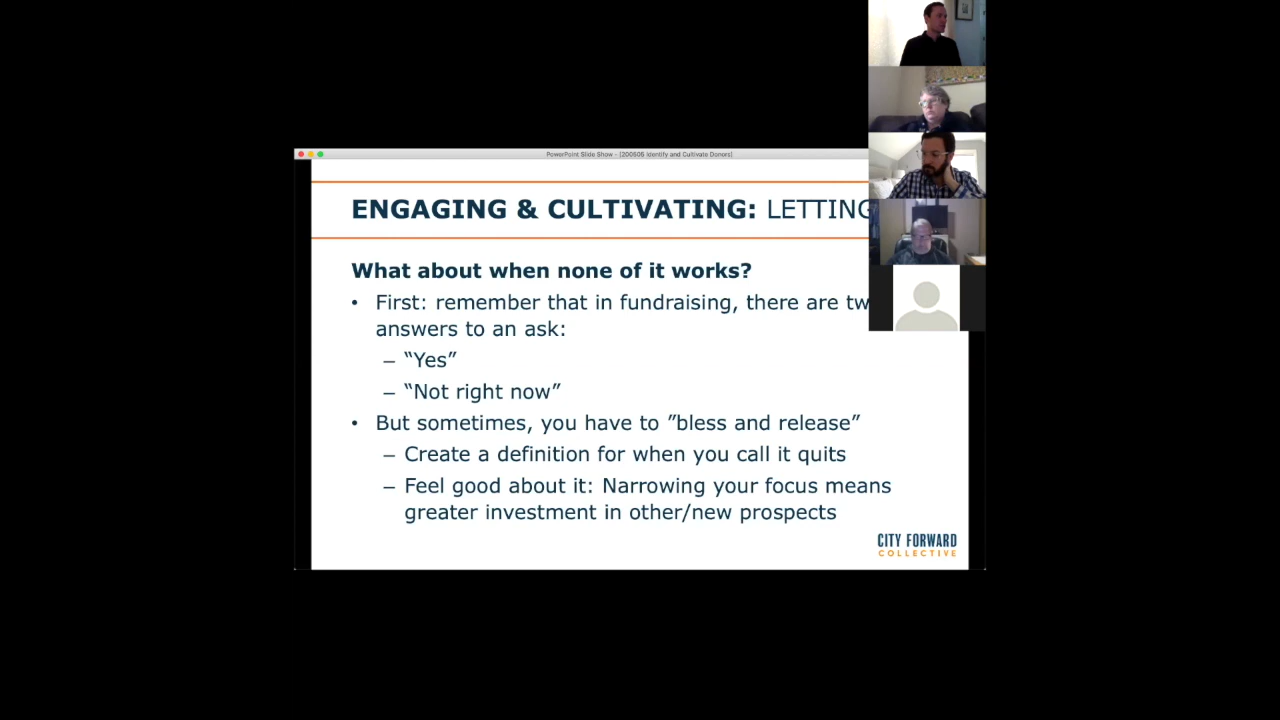 PowerPoint Slide Show - [200505 Identify and Cultivate Donors]
ENGAGING & CULTIVATING: LETTING
What about when none of it works?
• First: remember that in fundraising, there are tw
answers to an ask:
– “Yes”
– “Not right now”
• But sometimes, you have to ”bless and release”
– Create a definition for when you call it quits
– Feel good about it: Narrowing your focus means
greater investment in other/new prospects
CITY FORWARD
COLLECTIVE